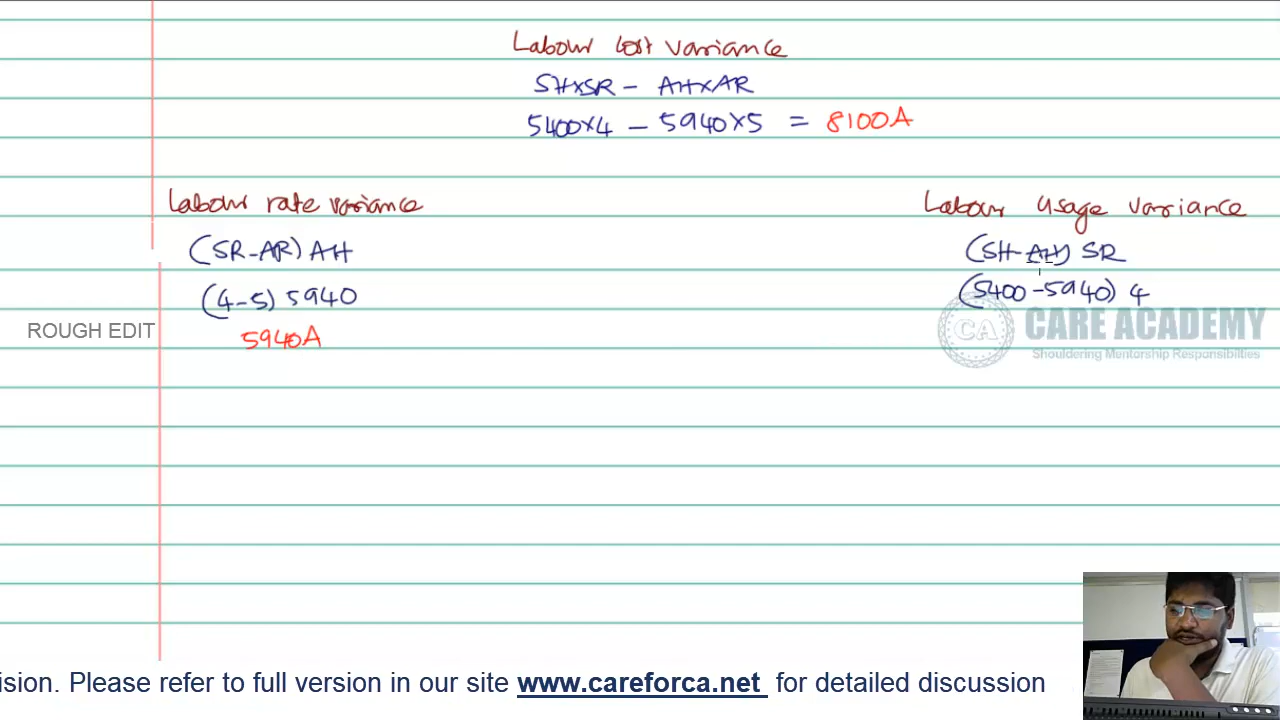 Labour Cost variance
SH×SR - AH×AR
5400×4 - 5940×5 = 8100A
Labour rate variance
(SR-AR) AH
(4-5) 5940
5940A
Labour usage variance
(SH-AH) SR
(5400-5940) 4
ROUGH EDIT
CA
CARE ACADEMY
Shouldering Mentorship Responsibilties
ision. Please refer to full version in our site www.careforca.net for detailed discussion